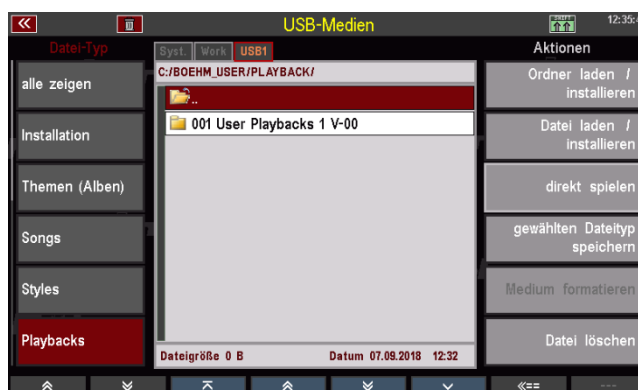 USB-Medien
12:35:4
Datei-Typ
Syst. Work USB1
Aktionen
C:/BOEHM_USER/PLAYBACK/
..
001 User Playbacks 1 V-00
alle zeigen
Installation
Themen (Alben)
Songs
Styles
Playbacks
Ordner laden /
installieren
Datei laden /
installieren
direkt spielen
gewählten Dateityp
speichern
Medium formatieren
Datei löschen
Dateigröße 0 B
Datum 07.09.2018 12:32
«==
---